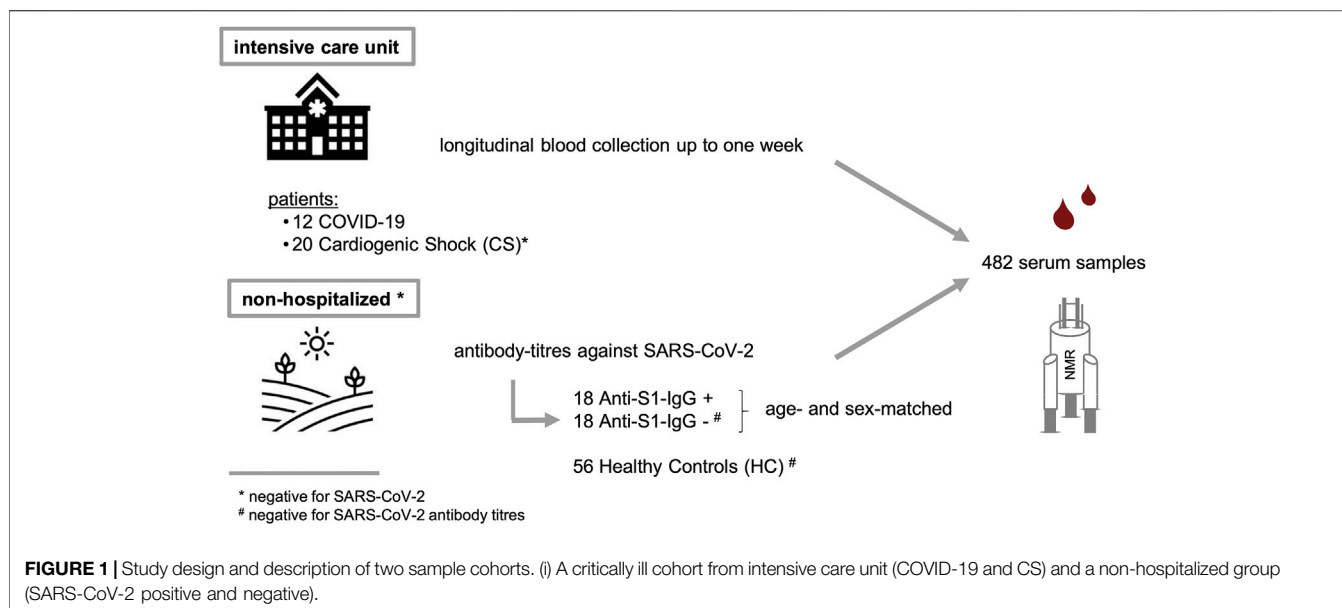 intensive care unit
longitudinal blood collection up to one week
patients:
• 12 COVID-19
• 20 Cardiogenic Shock (CS)*
482 serum samples
non-hospitalized *
antibody-titres against SARS-CoV-2
18 Anti-S1-IgG +
18 Anti-S1-IgG - #
age- and sex-matched
56 Healthy Controls (HC) #
NMR
* negative for SARS-CoV-2
# negative for SARS-CoV-2 antibody titres
FIGURE 1 | Study design and description of two sample cohorts. (i) A critically ill cohort from intensive care unit (COVID-19 and CS) and a non-hospitalized group
(SARS-CoV-2 positive and negative).